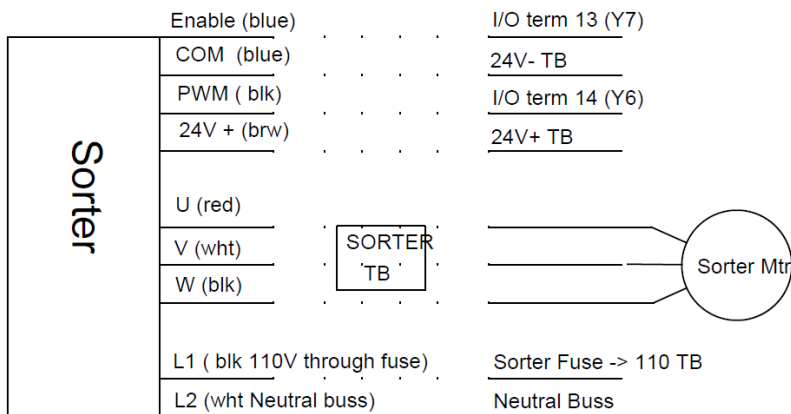 Enable (blue) I/O term 13 (Y7)
COM (blue) 24V- TB
PWM ( blk) I/O term 14 (Y6)
24V + (brw) 24V+ TB
Sorter
U (red)
V (wht) SORTER
TB
W (blk)
Sorter Mtr
L1 ( blk 110V through fuse) Sorter Fuse -> 110 TB
L2 (wht Neutral buss) Neutral Buss